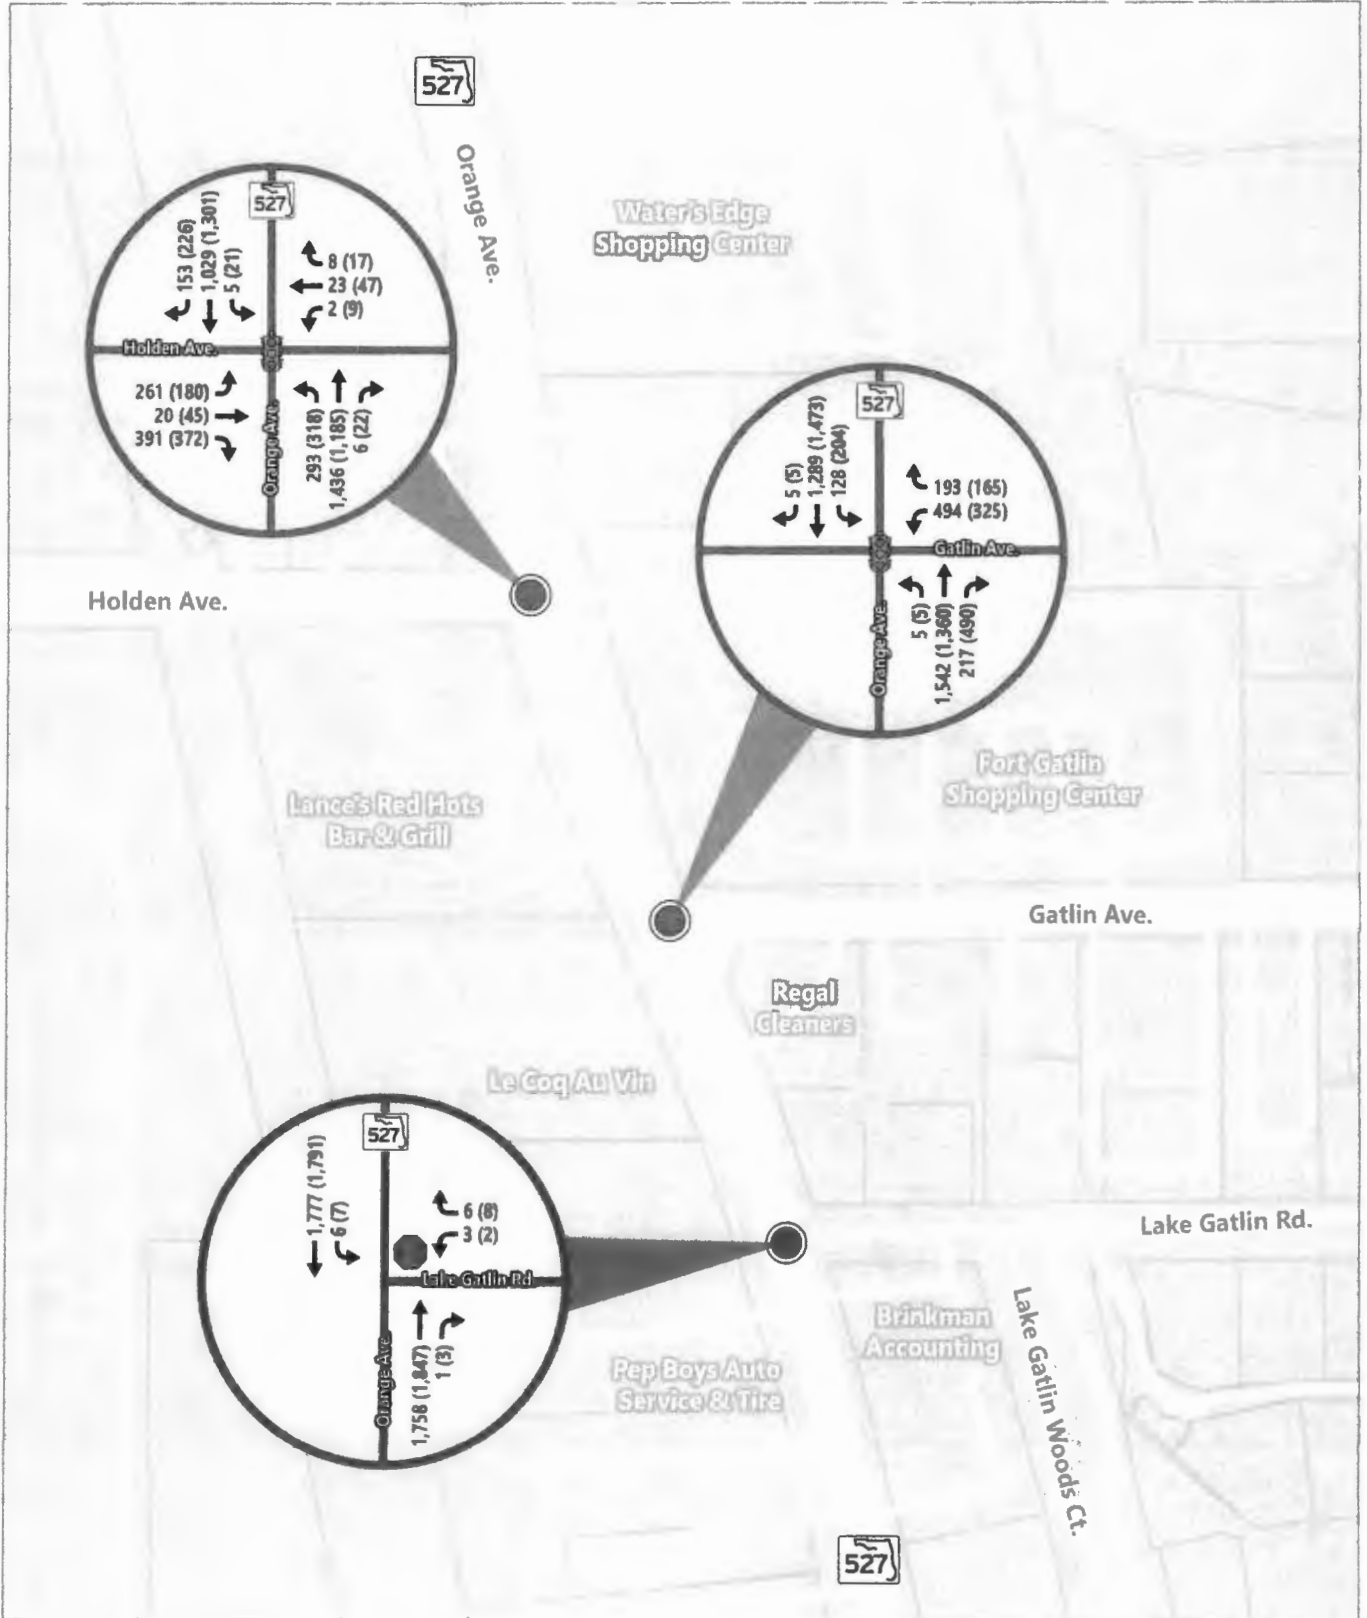 527
Orange Ave.
Water's Edge
Shopping Center
527
153 (226)
1,029 (1,301)
5 (21)
8 (17)
23 (47)
2 (9)
Holden Ave.
261 (180)
20 (45)
391 (372)
Orange Ave.
293 (318)
1,436 (1,185)
6 (22)
527
5 (5)
1,289 (1,473)
128 (204)
193 (165)
494 (325)
Gatlin Ave.
Orange Ave.
5 (5)
1,542 (1,360)
217 (490)
Holden Ave.
Fort Gatlin
Shopping Center
Lance's Red Hots
Bar & Grill
Gatlin Ave.
Regal
Cleaners
Le Coq Au Vin
527
1,777 (1,791)
6 (7)
6 (8)
3 (2)
Lake Gatlin Rd
Orange Ave
1,758 (1,847)
1 (3)
Lake Gatlin Rd.
Brinkman
Accounting
Lake Gatlin Woods Ct.
Pep Boys Auto
Service & Tire
527